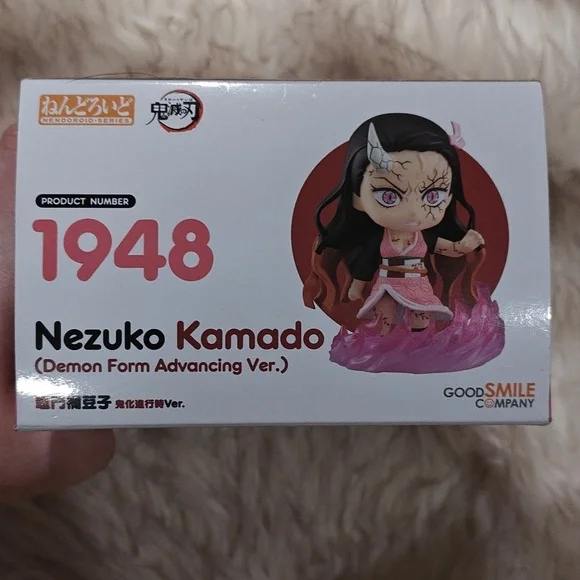 ねんどろいど
NENDOROID·SERIES
鬼滅の刃
PRODUCT NUMBER
1948
Nezuko Kamado
(Demon Form Advancing Ver.)
竈門禰豆子 鬼化進行時Ver.
GOOD SMILE
COMPANY